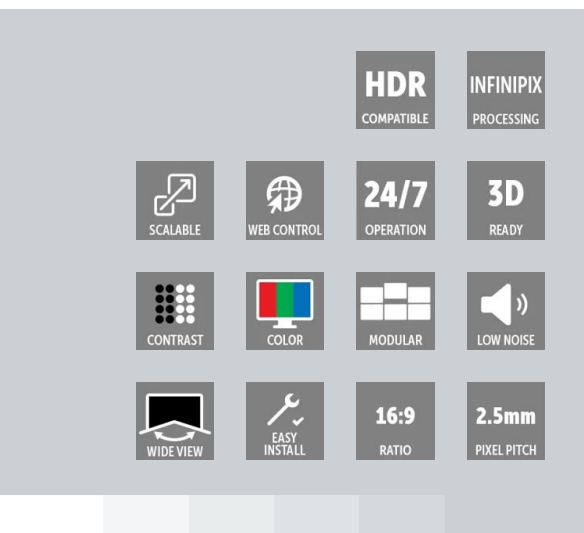 HDR
COMPATIBLE
INFINIPIX
PROCESSING
SCALABLE
WEB CONTROL
24/7
OPERATION
3D
READY
CONTRAST
COLOR
MODULAR
LOW NOISE
WIDE VIEW
EASY
INSTALL
16:9
RATIO
2.5mm
PIXEL PITCH